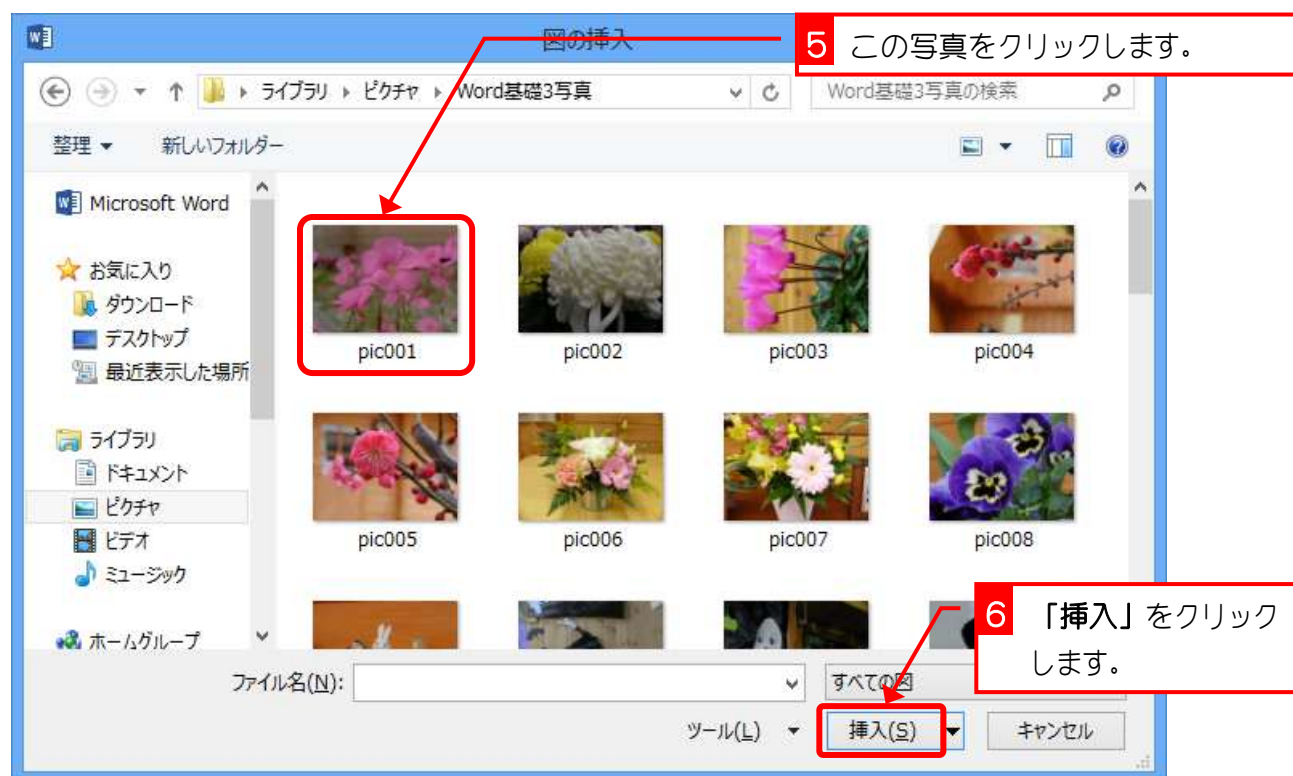 図の挿入
5 この写真をクリックします。
ライブラリ ▸ ピクチャ ▸ Word基礎3写真
Word基礎3写真の検索
整理 ▼ 新しいフォルダー
Microsoft Word
お気に入り
ダウンロード
デスクトップ
最近表示した場所
ライブラリ
ドキュメント
ピクチャ
ビデオ
ミュージック
ホームグループ
pic001 pic002 pic003 pic004
pic005 pic006 pic007 pic008
6 「挿入」をクリック
します。
ファイル名(N):
すべての図
ツール(L) ▼ 挿入(S) ▼ キャンセル